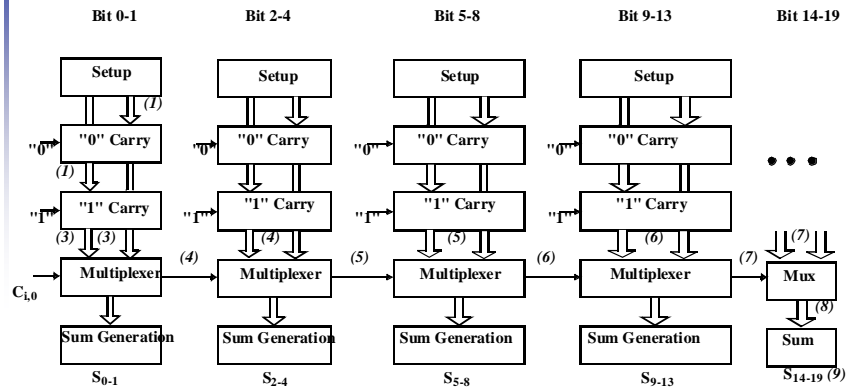 Bit 0-1 Bit 2-4 Bit 5-8 Bit 9-13 Bit 14-19
Setup Setup Setup Setup
(1)
"0" "0" Carry "0" "0" Carry "0" "0" Carry "0" "0" Carry
(1)
"1" "1" Carry "1" "1" Carry "1" "1" Carry "1" "1" Carry
(3) (3) (4) (5) (6) (7)
(4) (5) (6) (7)
C i,0 Multiplexer Multiplexer Multiplexer Multiplexer Mux
(8)
Sum Generation Sum Generation Sum Generation Sum Generation Sum
S0-1 S2-4 S5-8 S9-13 S14-19 (9)